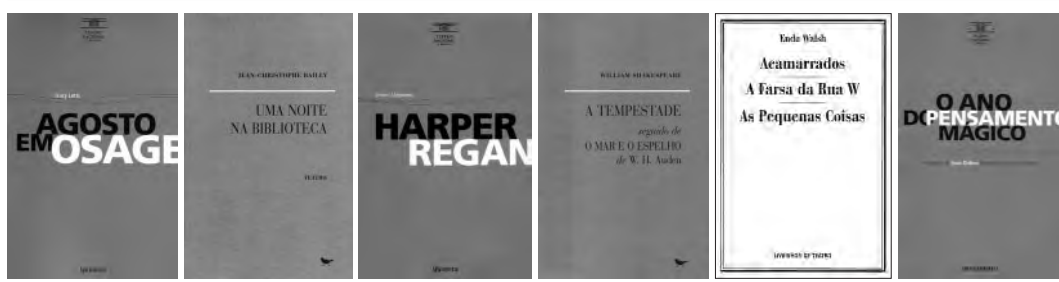 AGOSTO
EM OSAGE
JEAN-CHRISTOPHE BAILLY
UMA NOITE
NA BIBLIOTECA
TEATRO
HARPER
REGAN
WILLIAM SHAKESPEARE
A TEMPESTADE
seguido de
O MAR E O ESPELHO
de W. H. Auden
Enda Walsh
Acamarrados
A Farsa da Rua W
As Pequenas Coisas
O ANO
DO PENSAMENTO
MÁGICO